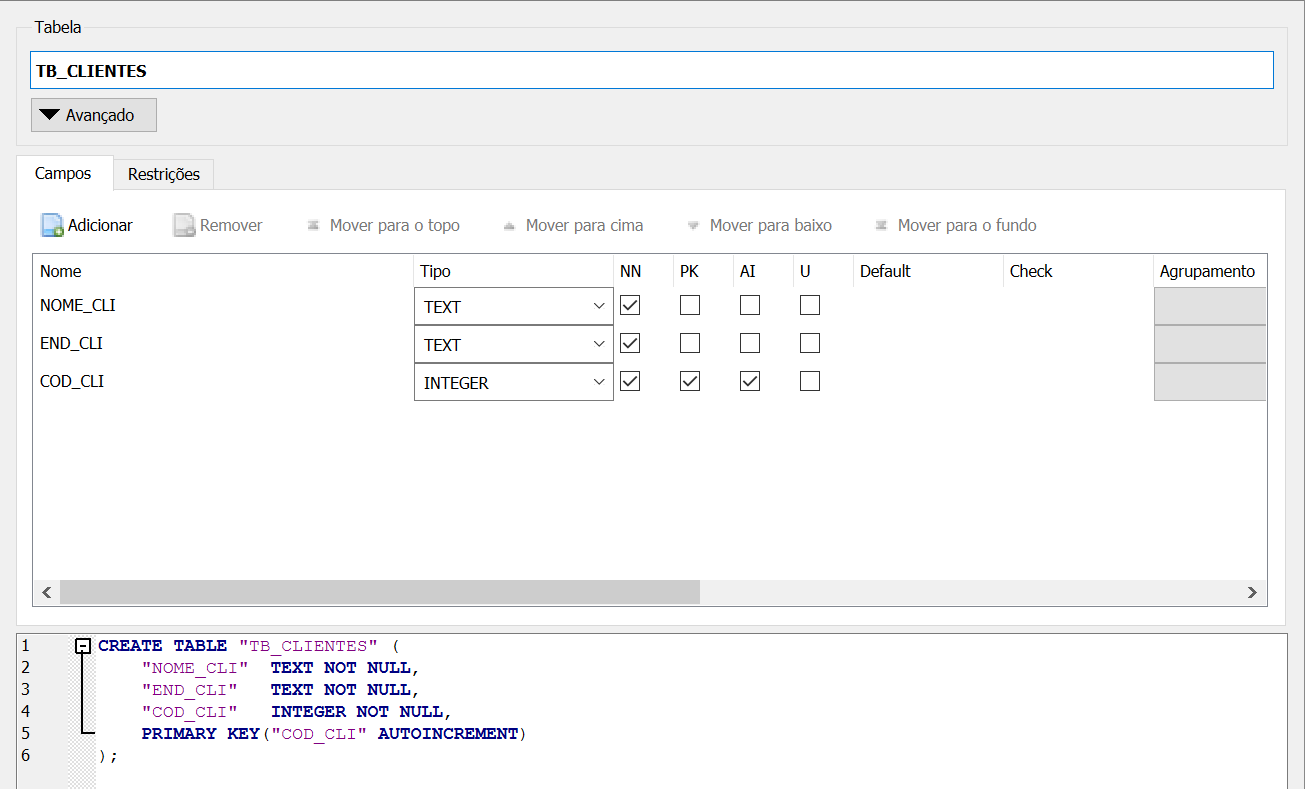 Tabela
TB_CLIENTES
Avançado
Campos Restrições
Adicionar Remover Mover para o topo Mover para cima Mover para baixo Mover para o fundo
Nome Tipo NN PK AI U Default Check Agrupamento
NOME_CLI TEXT
END_CLI TEXT
COD_CLI INTEGER
1 CREATE TABLE "TB_CLIENTES" (
2 "NOME_CLI" TEXT NOT NULL,
3 "END_CLI" TEXT NOT NULL,
4 "COD_CLI" INTEGER NOT NULL,
5 PRIMARY KEY("COD_CLI" AUTOINCREMENT)
6 );